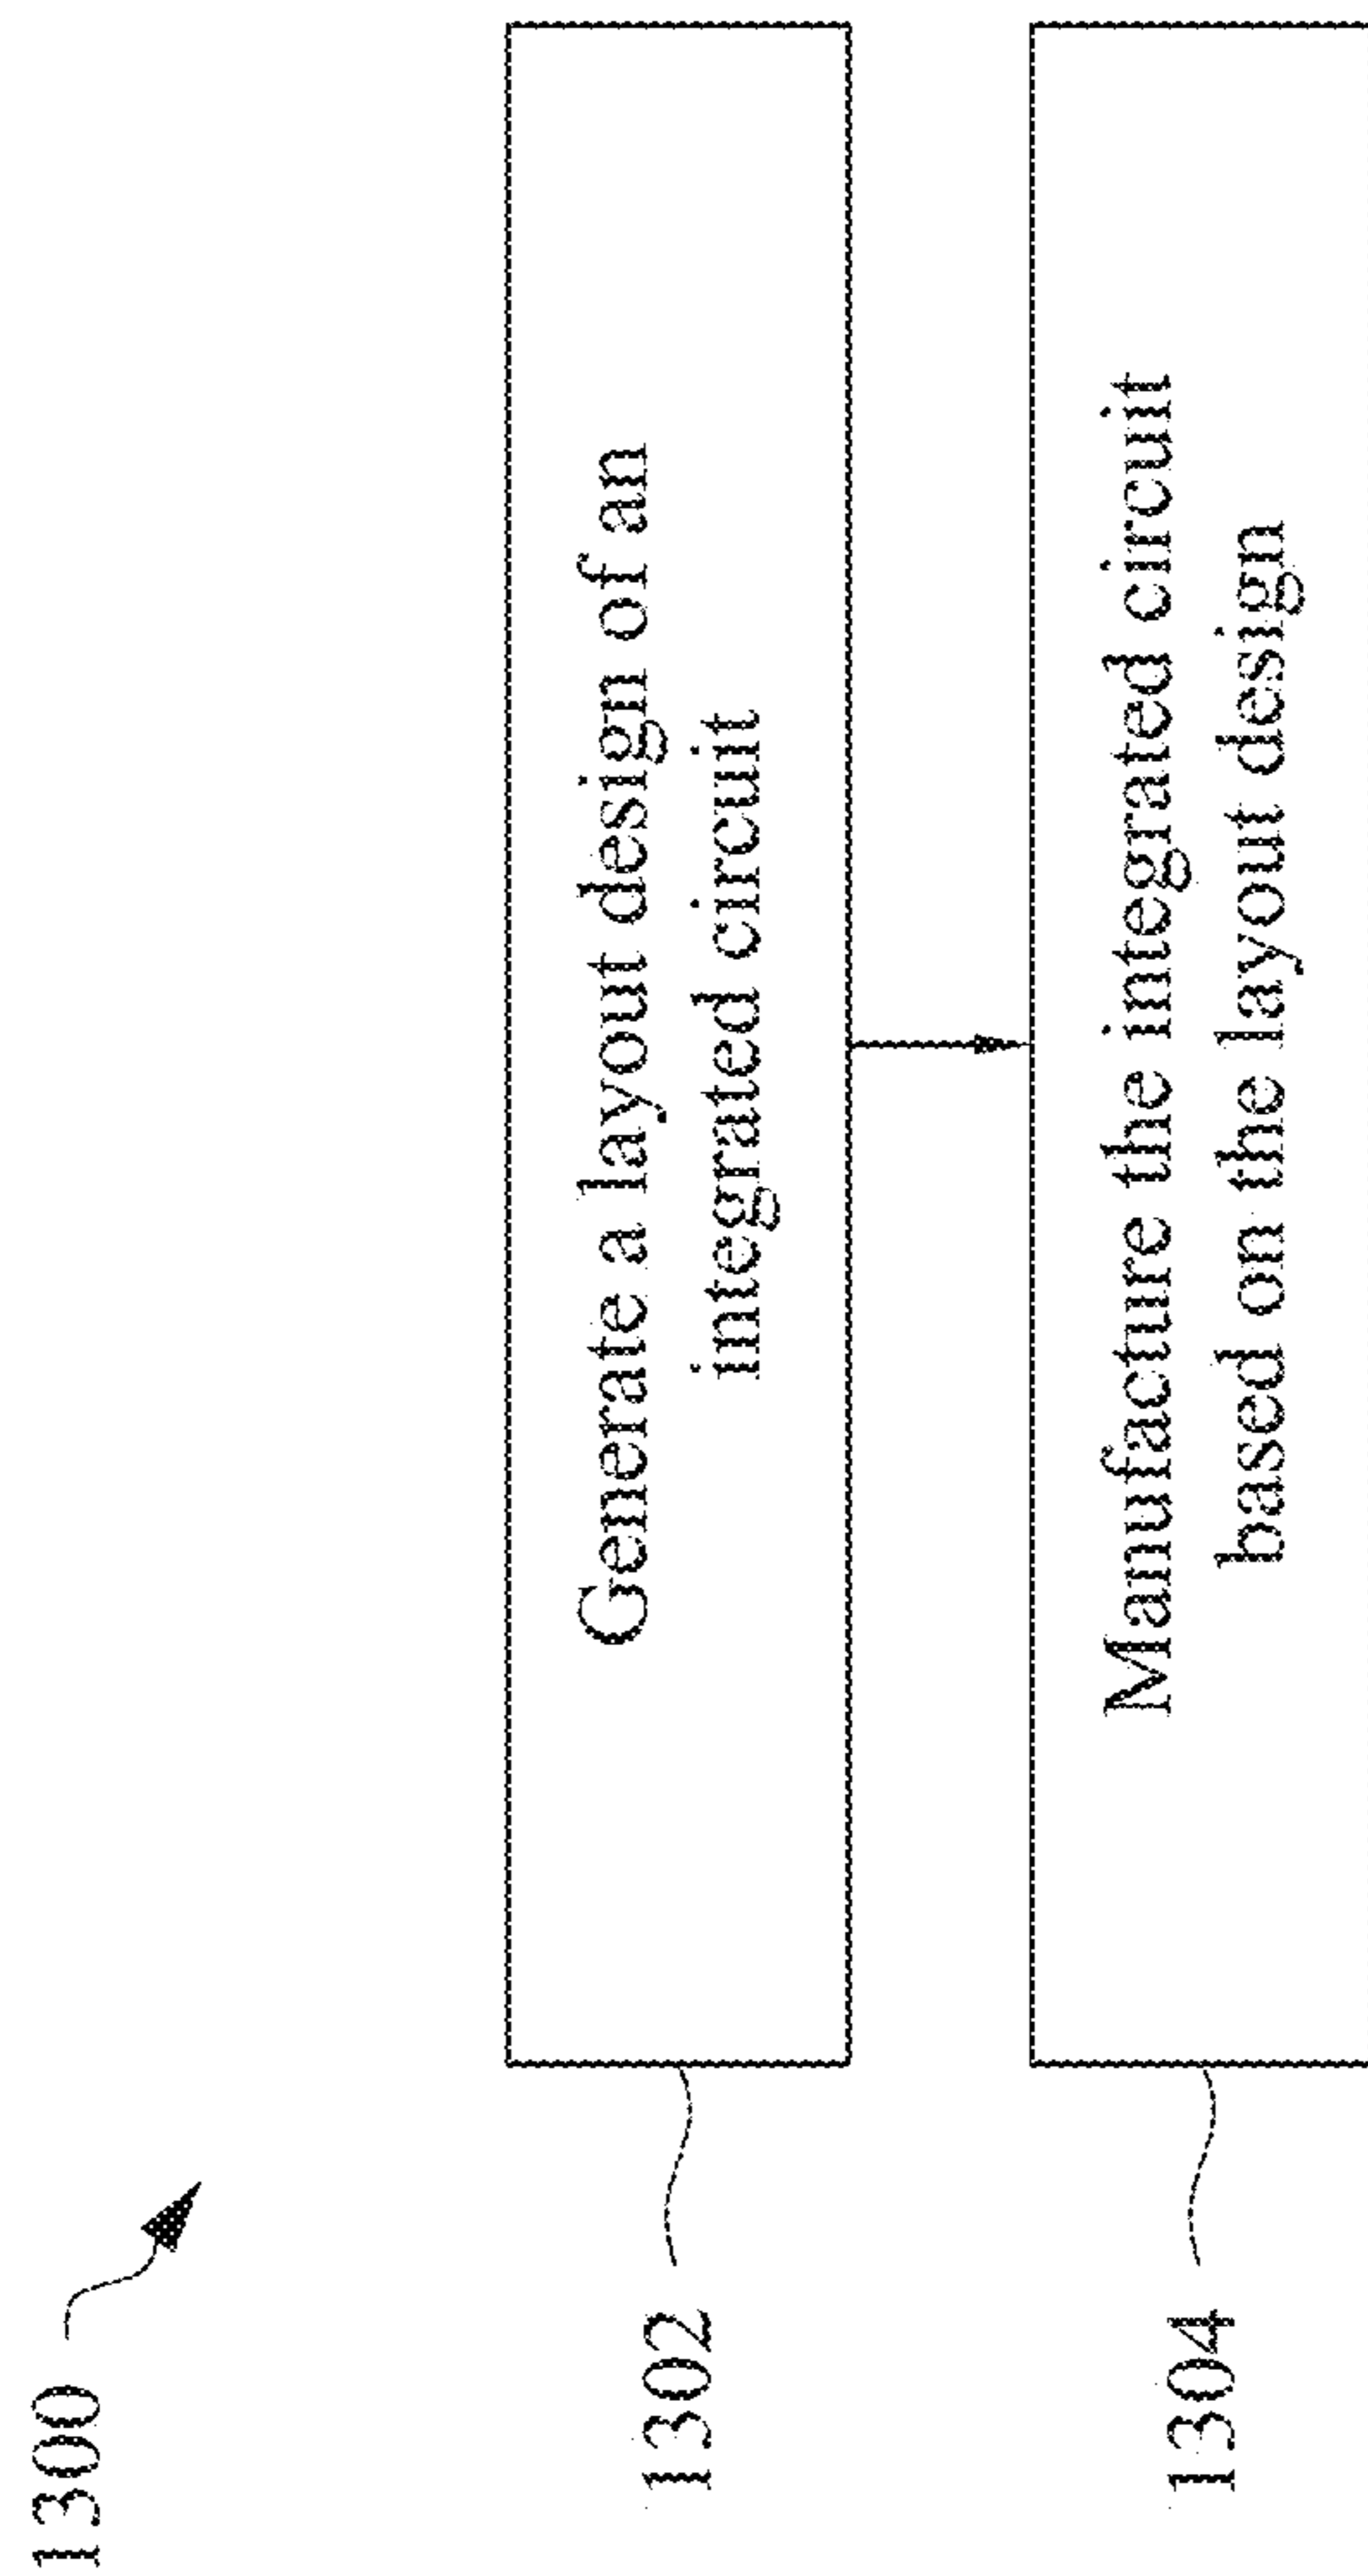 1300
1302
Generate a layout design of an
integrated circuit
1304
Manufacture the integrated circuit
based on the layout design